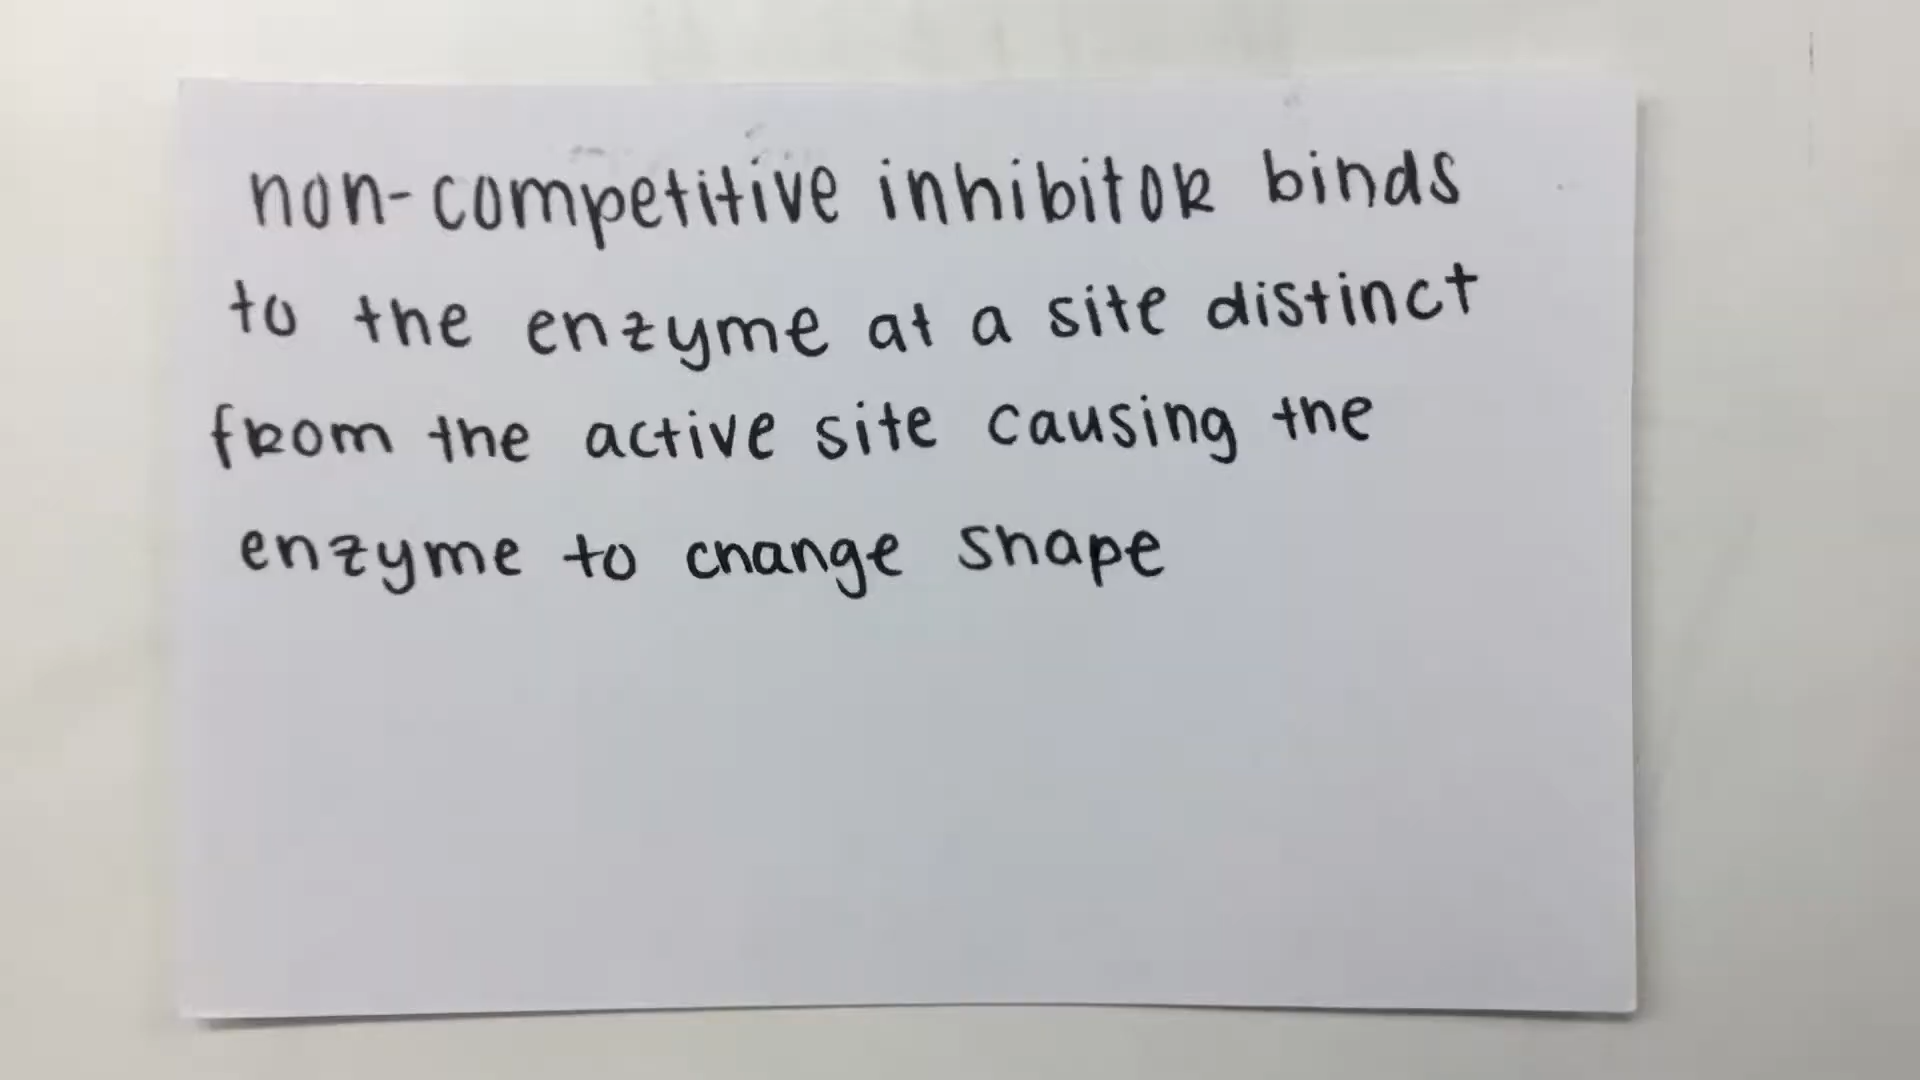 non-competitive inhibitor binds
to the enzyme at a site distinct
from the active site causing the
enzyme to change shape